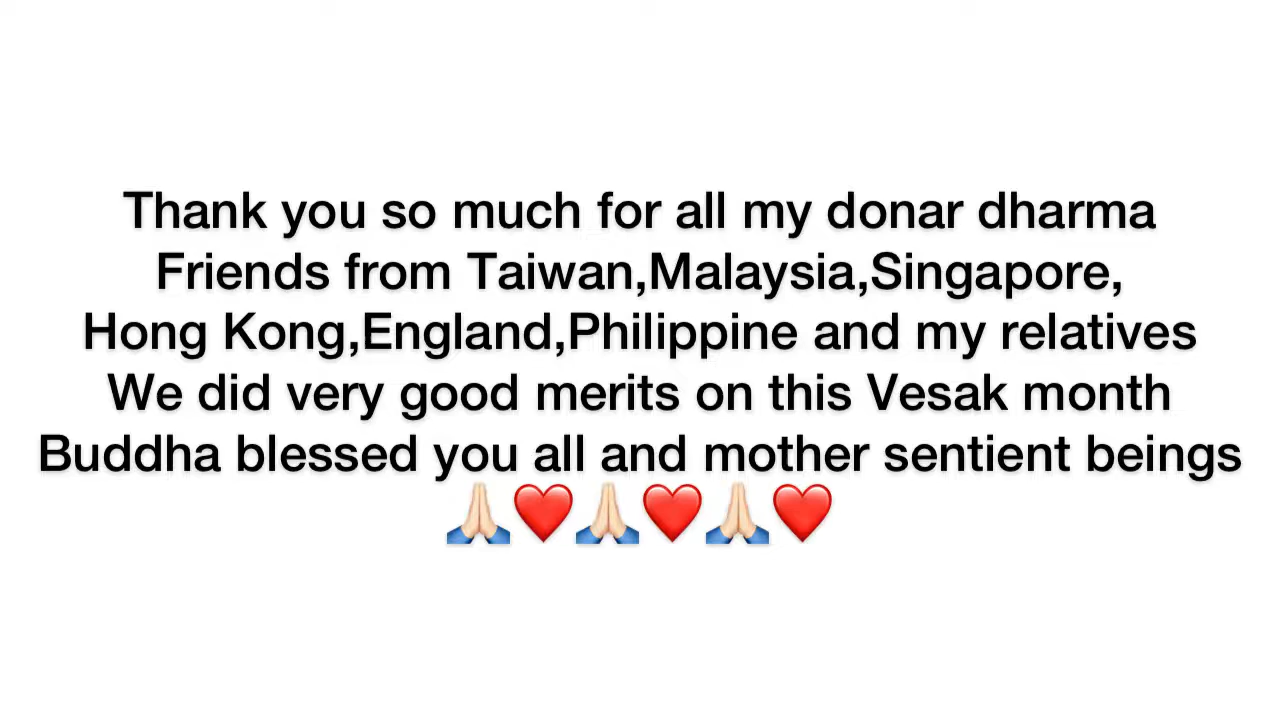 Thank you so much for all my donar dharma
Friends from Taiwan,Malaysia,Singapore,
Hong Kong,England,Philippine and my relatives
We did very good merits on this Vesak month
Buddha blessed you all and mother sentient beings
🙏🏻❤️🙏🏻❤️🙏🏻❤️